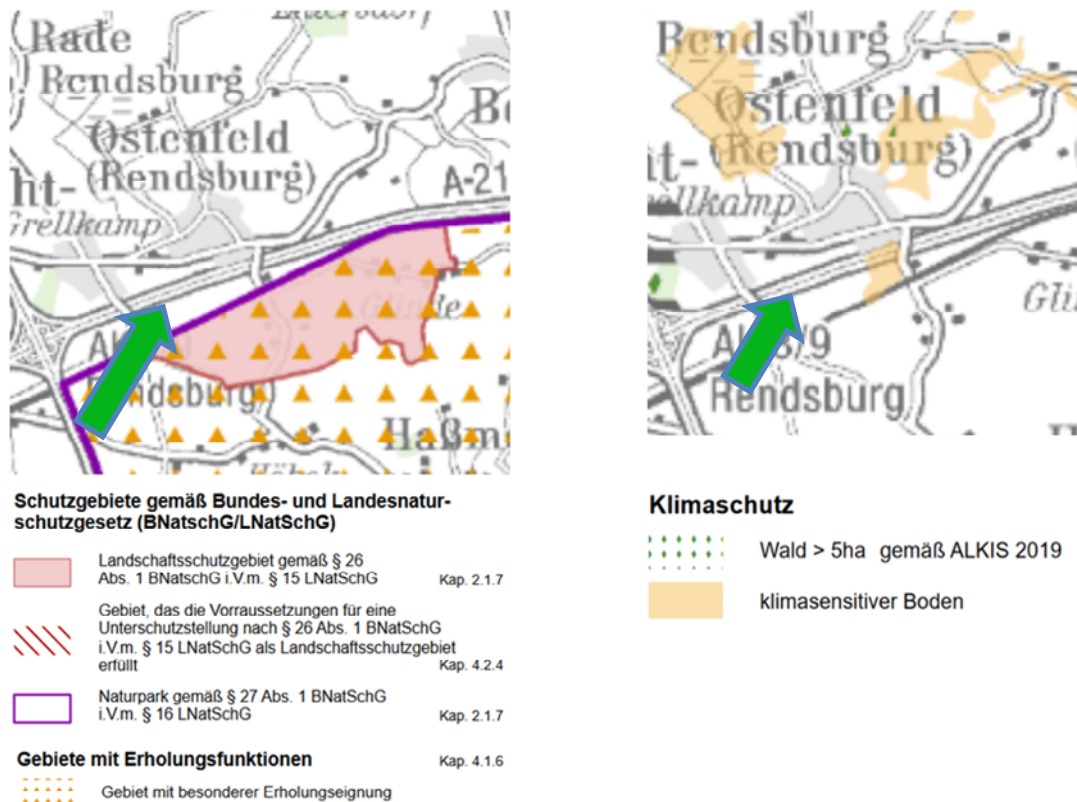 Rade
Rendsburg
Ostenfeld
(Rendsburg)
A-21
Grellkamp
Haßm
Rendsburg
Ostenfeld
(Rendsburg)
Rendsburg
Schutzgebiete gemäß Bundes- und Landesnatur-
schutzgesetz (BNatschG/LNatSchG)
Landschaftsschutzgebiet gemäß § 26
Abs. 1 BNatschG i.V.m. § 15 LNatSchG Kap. 2.1.7
Gebiet, das die Vorraussetzungen für eine
Unterschutzstellung nach § 26 Abs. 1 BNatSchG
i.V.m. § 15 LNatSchG als Landschaftsschutzgebiet
erfüllt Kap. 4.2.4
Naturpark gemäß § 27 Abs. 1 BNatSchG
i.V.m. § 16 LNatSchG Kap. 2.1.7
Gebiete mit Erholungsfunktionen Kap. 4.1.6
Gebiet mit besonderer Erholungseignung
Klimaschutz
Wald > 5ha gemäß ALKIS 2019
klimasensitiver Boden